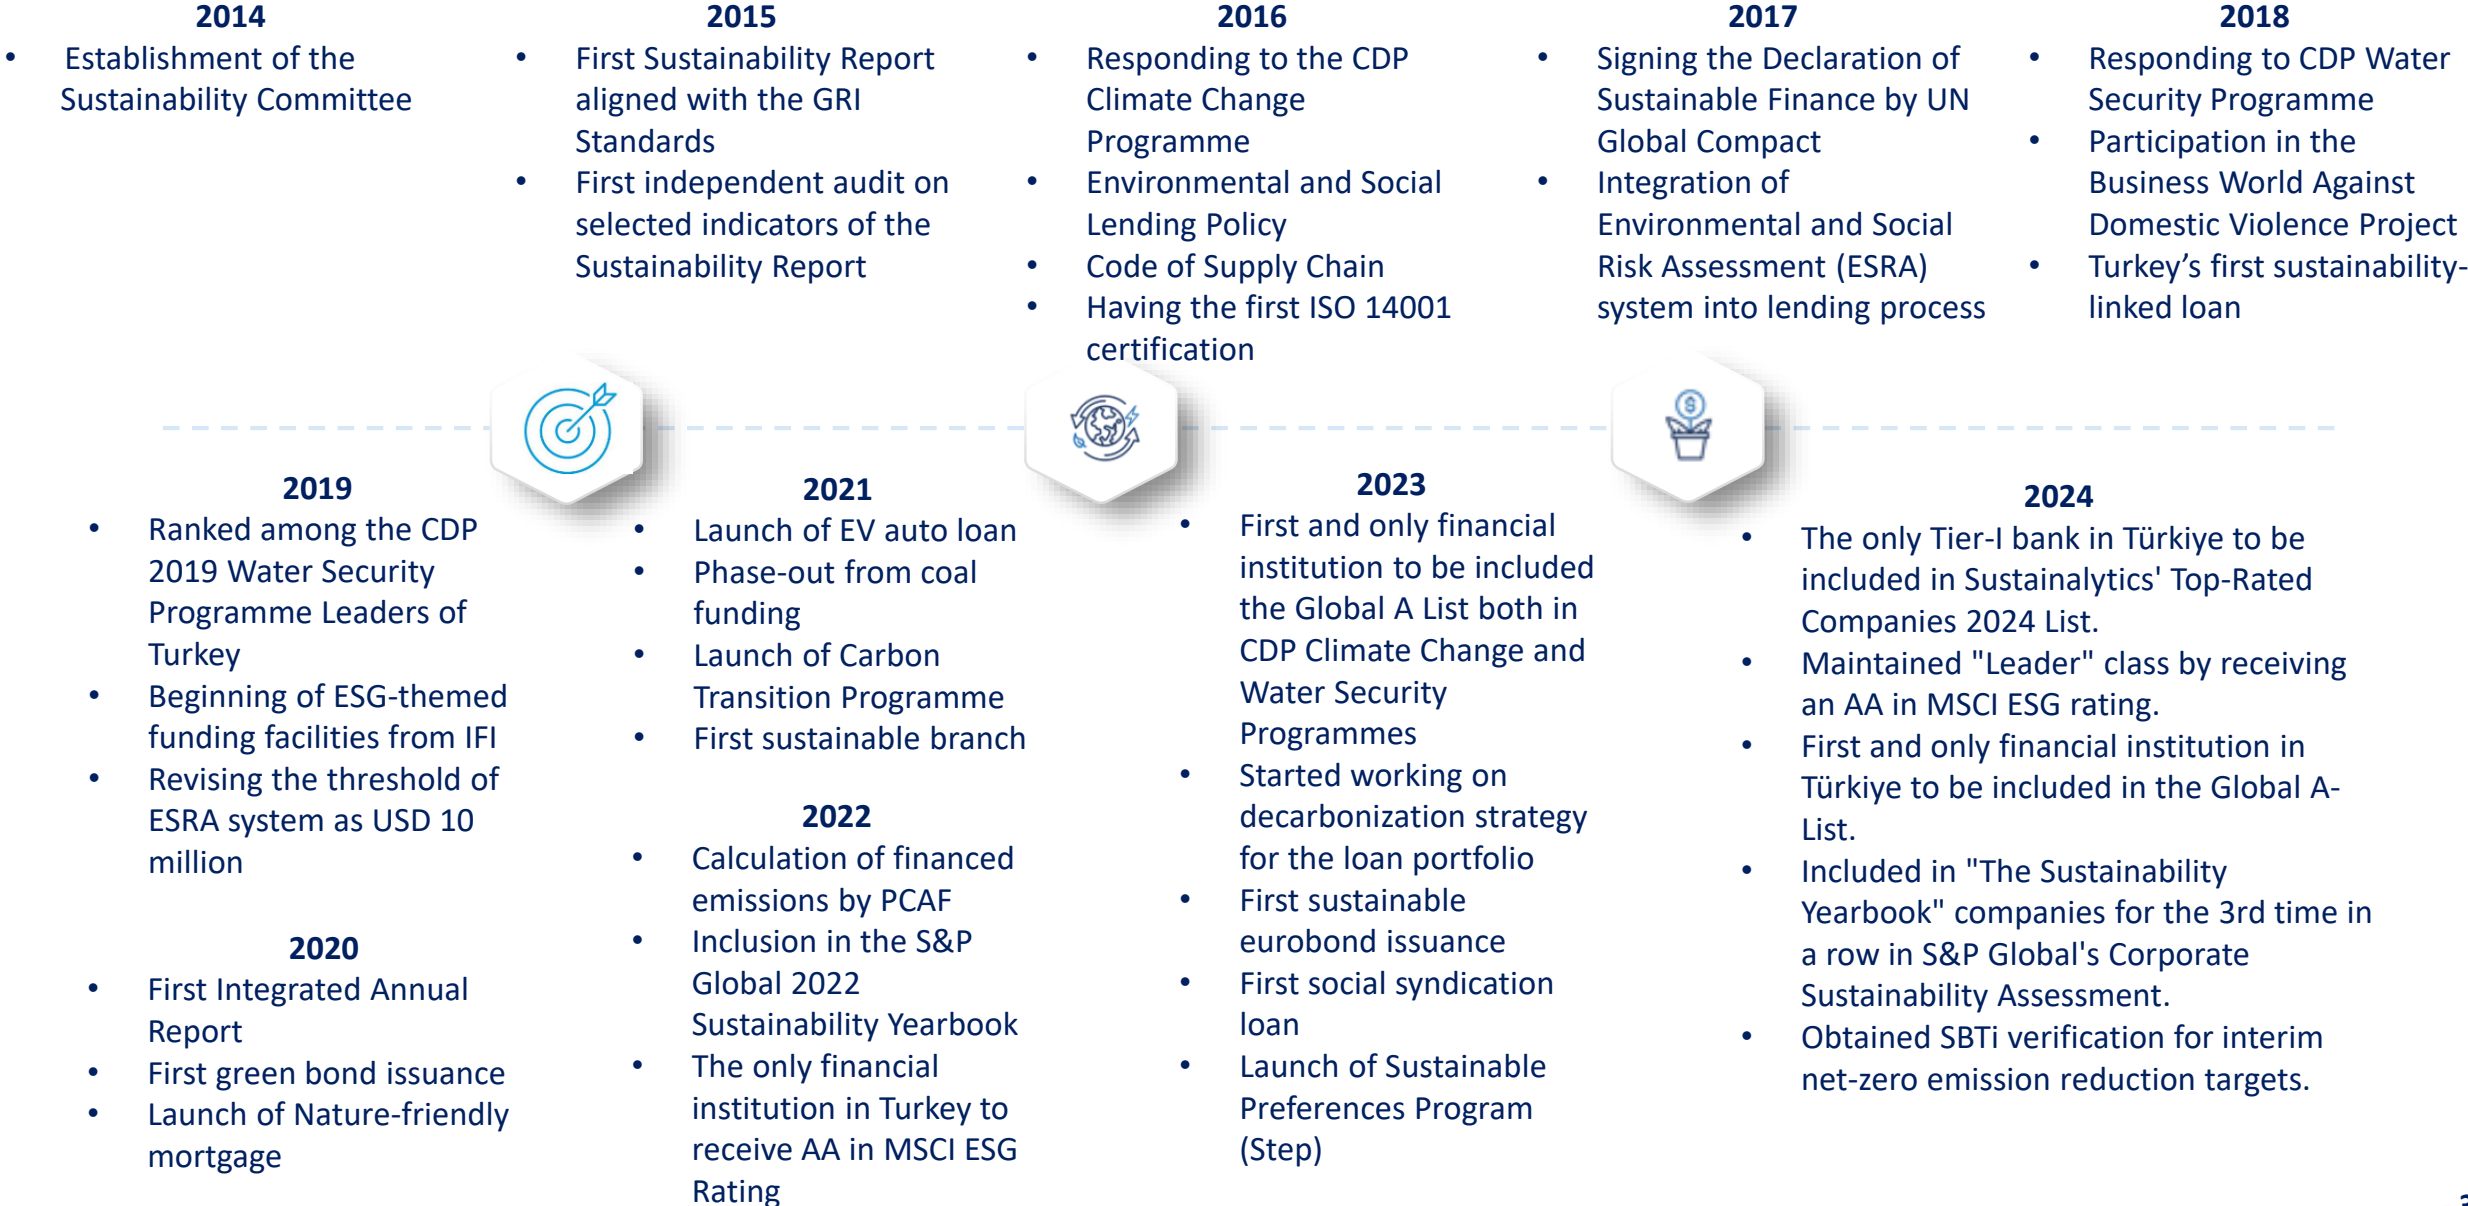 2014
• Establishment of the
Sustainability Committee
2015
• First Sustainability Report
aligned with the GRI
Standards
• First independent audit on
selected indicators of the
Sustainability Report
2016
• Responding to the CDP
Climate Change
Programme
• Environmental and Social
Lending Policy
• Code of Supply Chain
• Having the first ISO 14001
certification
2017
• Signing the Declaration of
Sustainable Finance by UN
Global Compact
• Integration of
Environmental and Social
Risk Assessment (ESRA)
system into lending process
2018
• Responding to CDP Water
Security Programme
• Participation in the
Business World Against
Domestic Violence Project
• Turkey’s first sustainability-
linked loan
2019
• Ranked among the CDP
2019 Water Security
Programme Leaders of
Turkey
• Beginning of ESG-themed
funding facilities from IFI
• Revising the threshold of
ESRA system as USD 10
million
2020
• First Integrated Annual
Report
• First green bond issuance
• Launch of Nature-friendly
mortgage
2021
• Launch of EV auto loan
• Phase-out from coal
funding
• Launch of Carbon
Transition Programme
• First sustainable branch
2022
• Calculation of financed
emissions by PCAF
• Inclusion in the S&P
Global 2022
Sustainability Yearbook
• The only financial
institution in Turkey to
receive AA in MSCI ESG
Rating
2023
• First and only financial
institution to be included
the Global A List both in
CDP Climate Change and
Water Security
Programmes
• Started working on
decarbonization strategy
for the loan portfolio
• First sustainable
eurobond issuance
• First social syndication
loan
• Launch of Sustainable
Preferences Program
(Step)
2024
• The only Tier-I bank in Türkiye to be
included in Sustainalytics' Top-Rated
Companies 2024 List.
• Maintained "Leader" class by receiving
an AA in MSCI ESG rating.
• First and only financial institution in
Türkiye to be included in the Global A-
List.
• Included in "The Sustainability
Yearbook" companies for the 3rd time in
a row in S&P Global's Corporate
Sustainability Assessment.
• Obtained SBTi verification for interim
net-zero emission reduction targets.